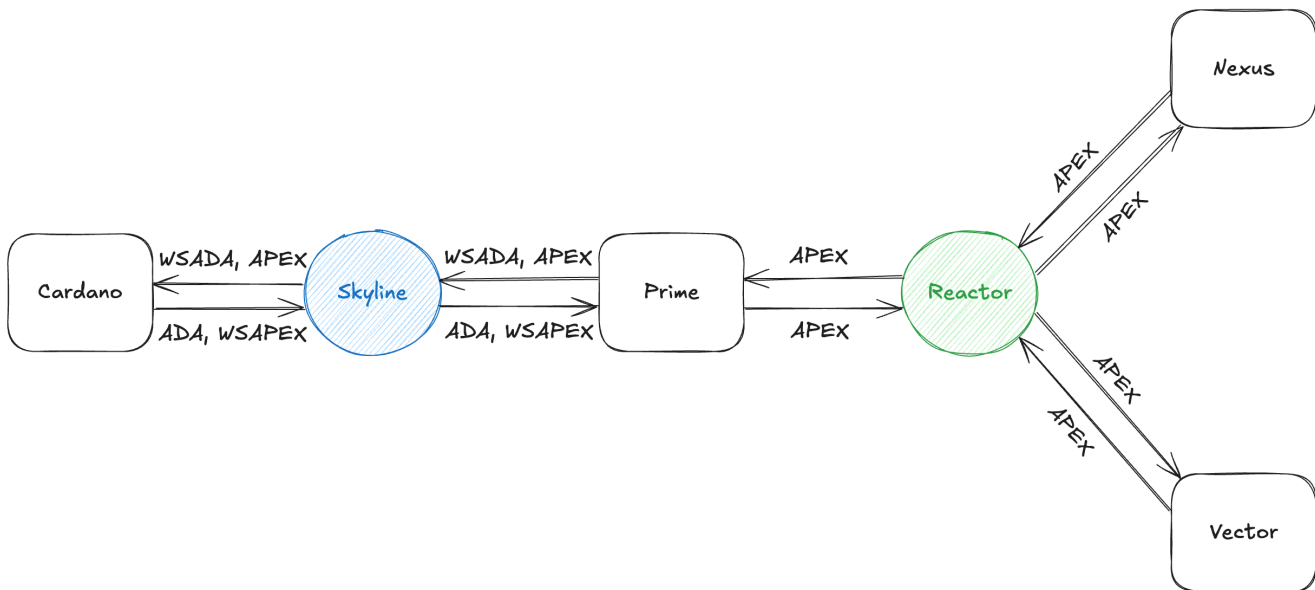 Nexus
APEX
APEX
WSADA, APEX
WSADA, APEX
APEX
Cardano
Skyline
Prime
Reactor
ADA, WSAPEX
ADA, WSAPEX
APEX
APEX
APEX
Vector